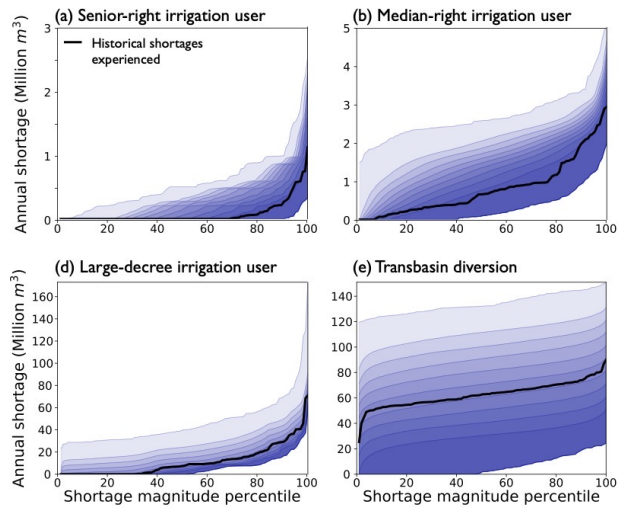 (a) Senior-right irrigation user
(b) Median-right irrigation user
Annual shortage (Million m³)
3
2
1
0
Historical shortages
experienced
0 20 40 60 80 100
5
4
3
2
1
0
0 20 40 60 80 100
(d) Large-decree irrigation user
(e) Transbasin diversion
Annual shortage (Million m³)
160
140
120
100
80
60
40
20
0
0 20 40 60 80 100
Shortage magnitude percentile
140
120
100
80
60
40
20
0
0 20 40 60 80 100
Shortage magnitude percentile